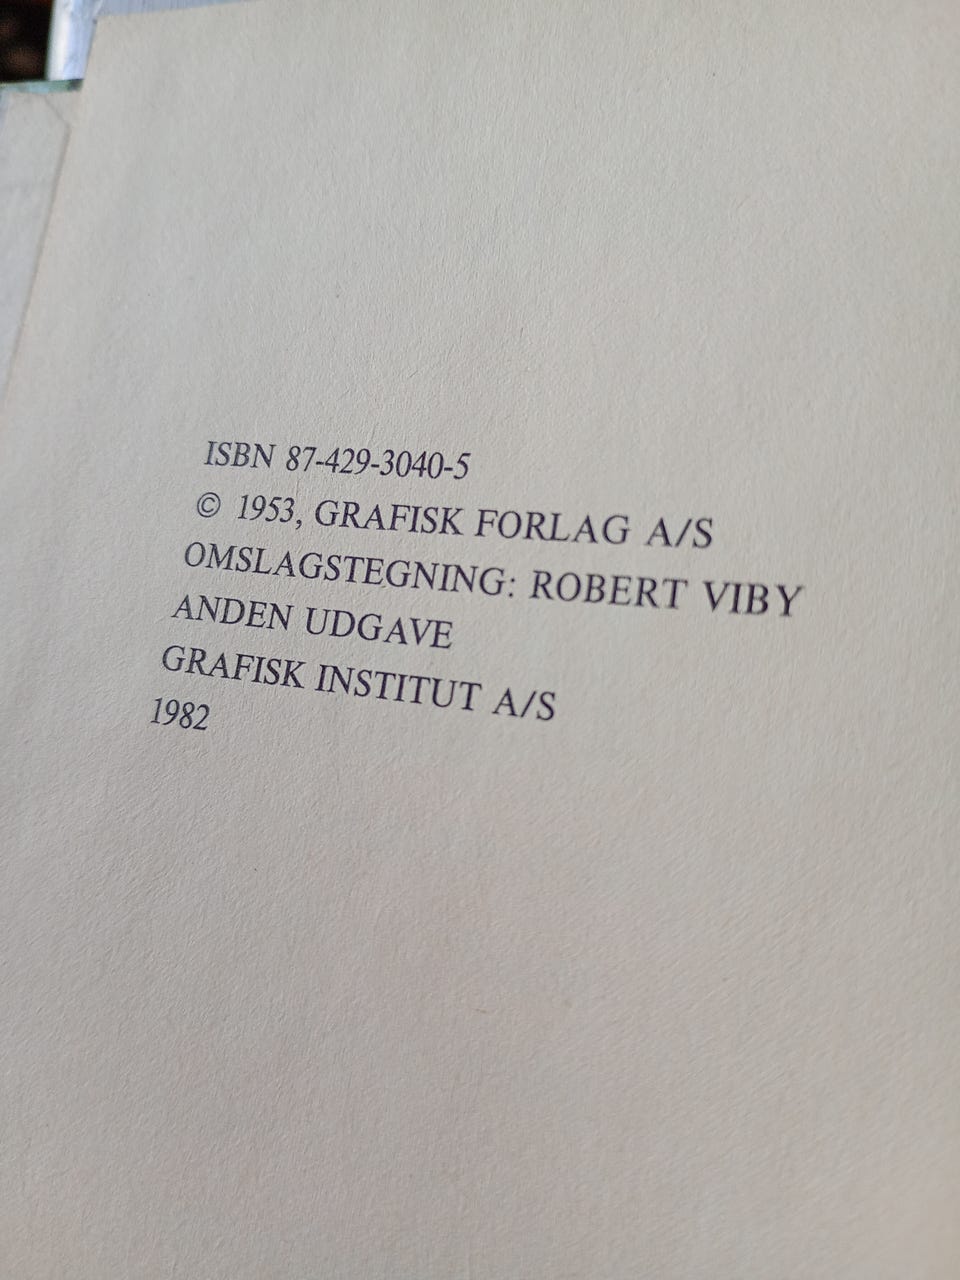 ISBN 87-429-3040-5
© 1953, GRAFISK FORLAG A/S
OMSLAGSTEGNING: ROBERT VIBY
ANDEN UDGAVE
GRAFISK INSTITUT A/S
1982